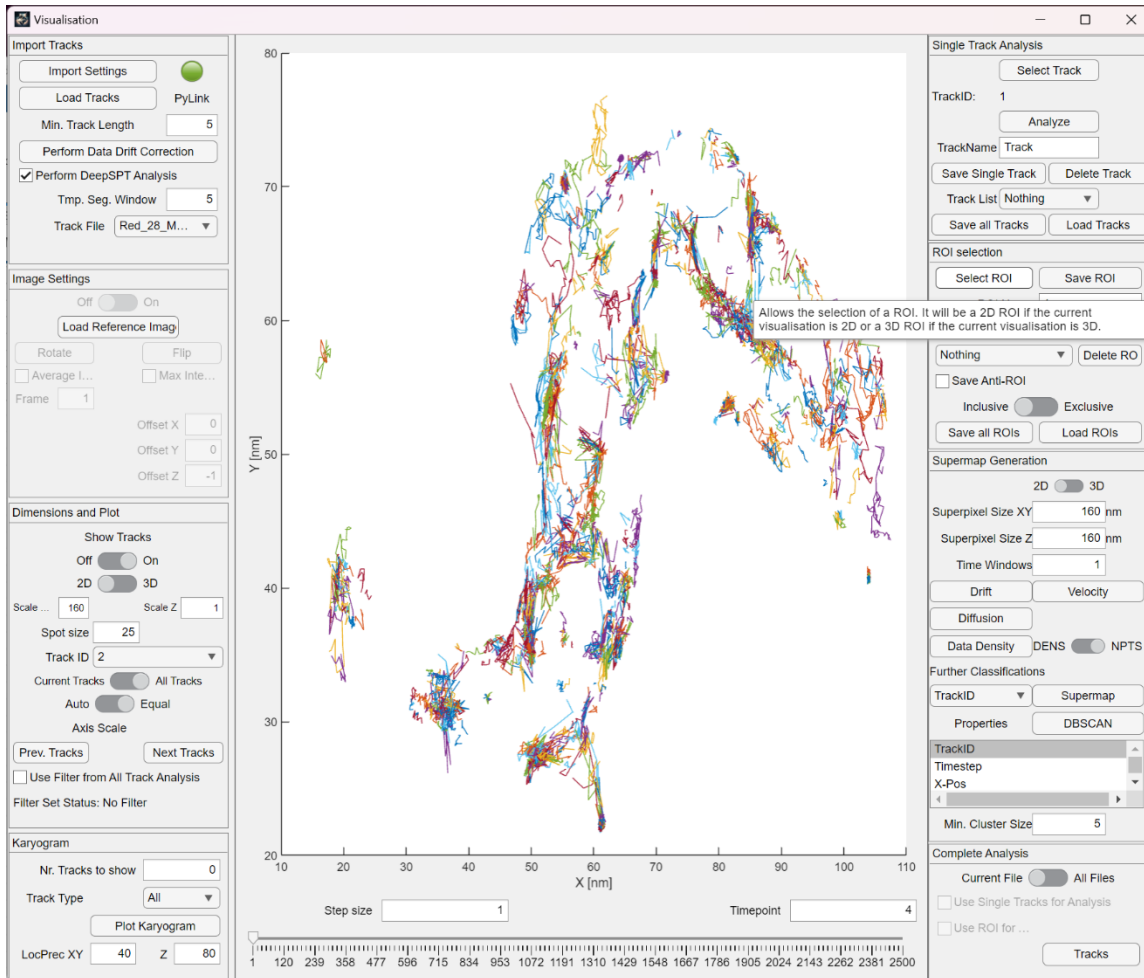 Visualisation
Import Tracks
Import Settings
Load Tracks PyLink
Min. Track Length 5
Perform Data Drift Correction
Perform DeepSPT Analysis
Tmp. Seg. Window 5
Track File Red_28_M...
Image Settings
Off On
Load Reference Imag
Rotate Flip
Average I... Max Inte...
Frame 1
Offset X 0
Offset Y 0
Offset Z -1
Dimensions and Plot
Show Tracks
Off On
2D 3D
Scale ... 160 Scale Z 1
Spot size 25
Track ID 2
Current Tracks All Tracks
Auto Equal
Axis Scale
Prev. Tracks Next Tracks
Use Filter from All Track Analysis
Filter Set Status: No Filter
Karyogram
Nr. Tracks to show 0
Track Type All
Plot Karyogram
LocPrec XY 40 Z 80
80
70
60
50
40
30
20
Y [nm]
10 20 30 40 50 60 70 80 90 100 110
X [nm]
Step size 1 Timepoint 4
1 120 239 358 477 596 715 834 953 1072 1191 1310 1429 1548 1667 1786 1905 2024 2143 2262 2381 2500
Single Track Analysis
Select Track
TrackID: 1
Analyze
TrackName Track
Save Single Track Delete Track
Track List Nothing
Save all Tracks Load Tracks
ROI selection
Select ROI Save ROI
Allows the selection of a ROI. It will be a 2D ROI if the current
visualisation is 2D or a 3D ROI if the current visualisation is 3D.
Nothing Delete RO
Save Anti-ROI
Inclusive Exclusive
Save all ROIs Load ROIs
Supermap Generation
2D 3D
Superpixel Size XY 160 nm
Superpixel Size Z 160 nm
Time Windows 1
Drift Velocity
Diffusion
Data Density DENS NPTS
Further Classifications
TrackID Supermap
Properties DBSCAN
TrackID
Timestep
X-Pos
Min. Cluster Size 5
Complete Analysis
Current File All Files
Use Single Tracks for Analysis
Use ROI for ...
Tracks